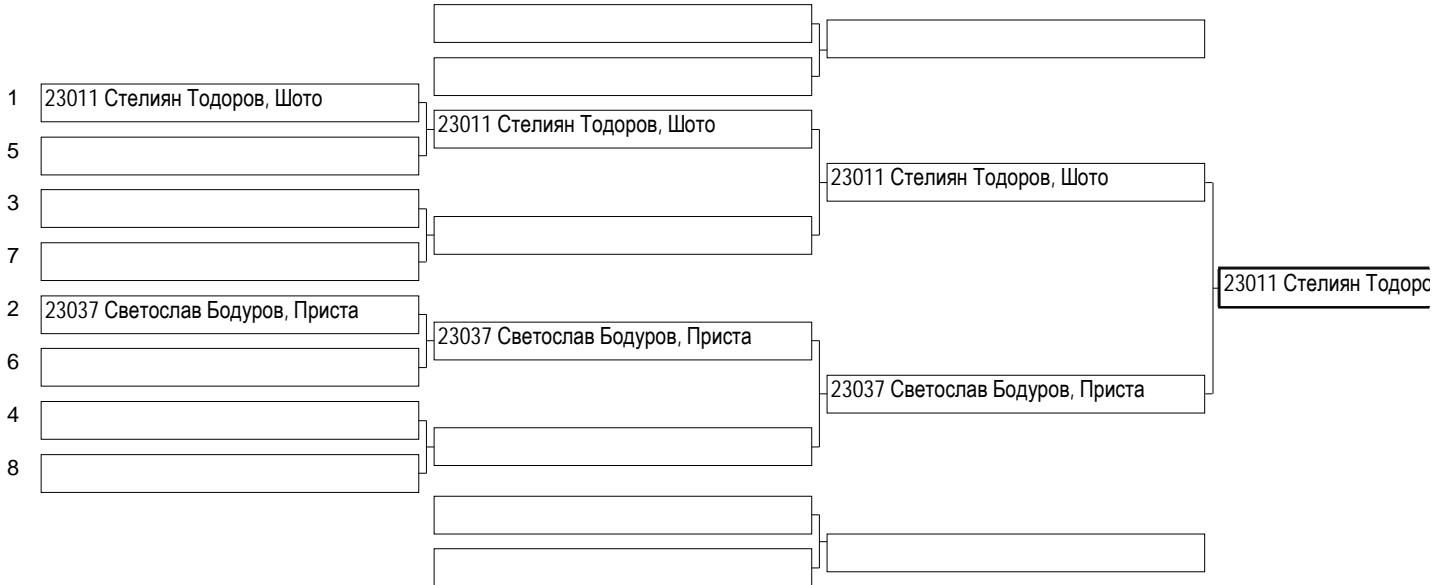 1 23011 Стелиян Тодоров, Шото
5
3
7
2 23037 Светослав Бодуров, Приста
6
4
8
23011 Стелиян Тодоров, Шото
23037 Светослав Бодуров, Приста
23011 Стелиян Тодоров, Шото
23037 Светослав Бодуров, Приста
23011 Стелиян